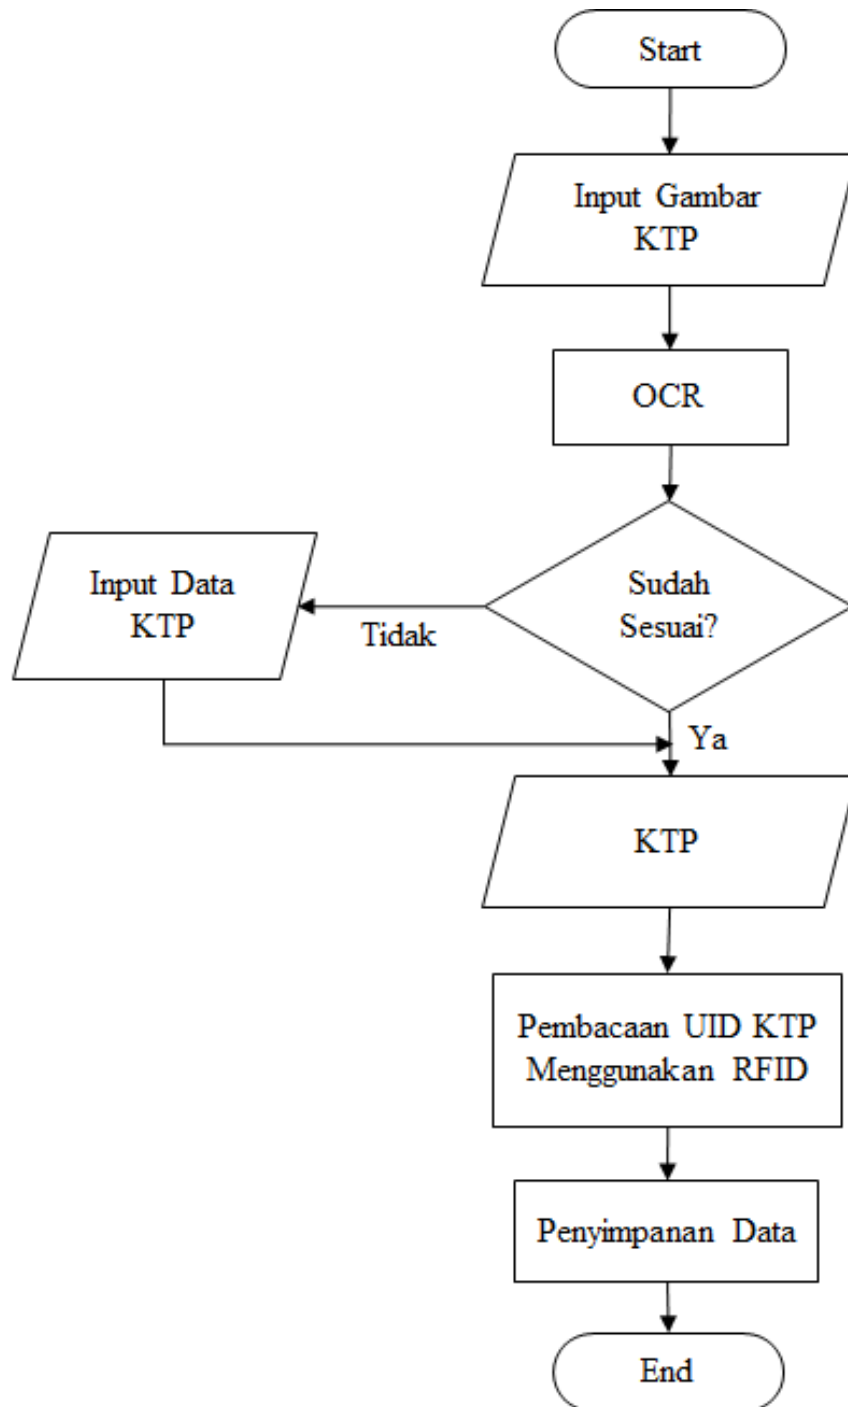 Start
Input Gambar
KTP
OCR
Sudah
Sesuai?
Tidak
Input Data
KTP
Ya
KTP
Pembacaan UID KTP
Menggunakan RFID
Penyimpanan Data
End